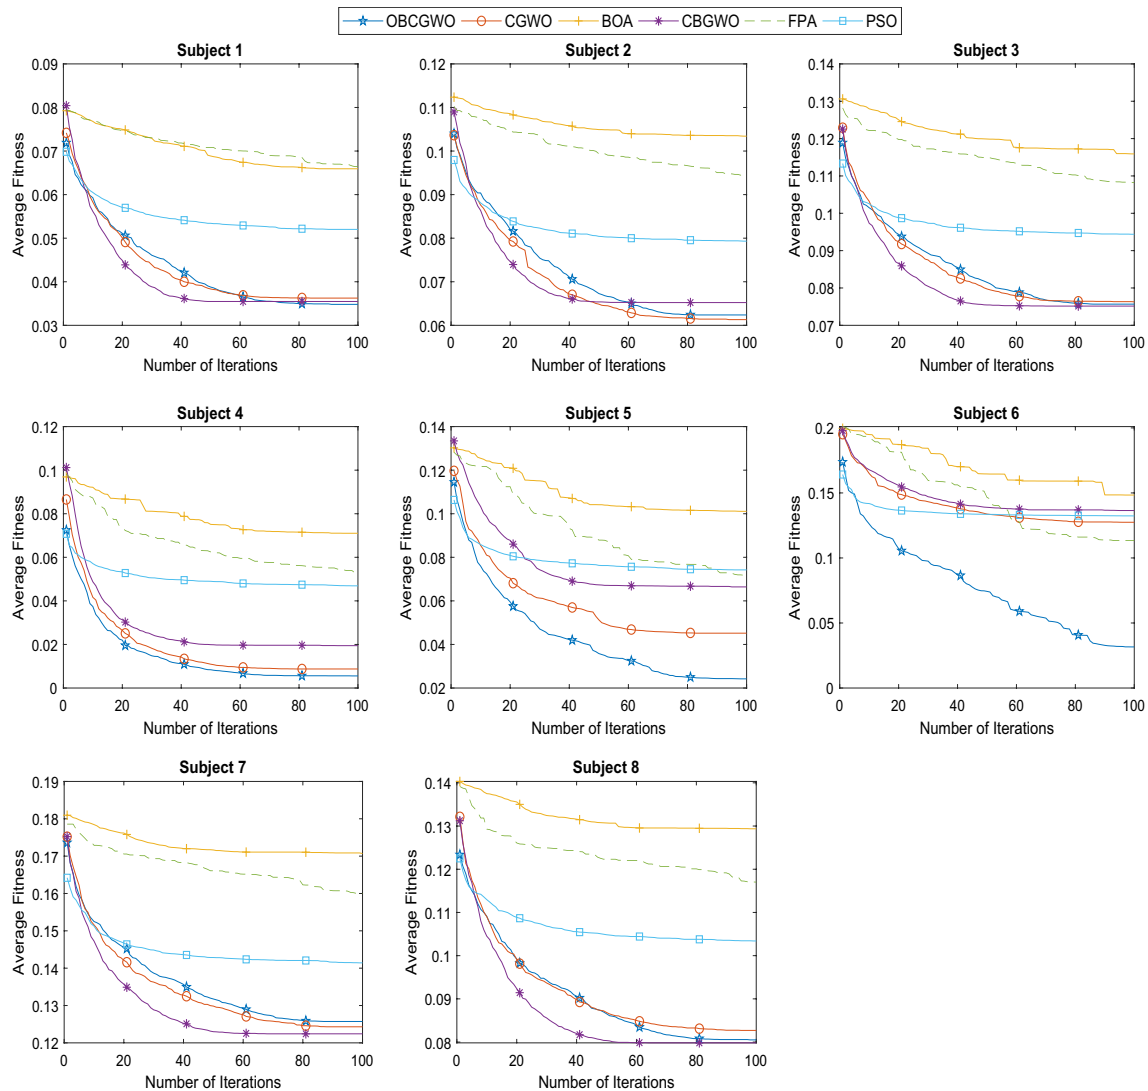 OBCGWO CGWO BOA CBGWO FPA PSO
Subject 1
Average Fitness
0.09
0.08
0.07
0.06
0.05
0.04
0.03
0 20 40 60 80 100
Number of Iterations
Subject 2
Average Fitness
0.12
0.11
0.1
0.09
0.08
0.07
0.06
0 20 40 60 80 100
Number of Iterations
Subject 3
Average Fitness
0.14
0.13
0.12
0.11
0.1
0.09
0.08
0.07
0 20 40 60 80 100
Number of Iterations
Subject 4
Average Fitness
0.12
0.1
0.08
0.06
0.04
0.02
0
0 20 40 60 80 100
Number of Iterations
Subject 5
Average Fitness
0.14
0.12
0.1
0.08
0.06
0.04
0.02
0 20 40 60 80 100
Number of Iterations
Subject 6
Average Fitness
0.2
0.15
0.1
0.05
0
0 20 40 60 80 100
Number of Iterations
Subject 7
Average Fitness
0.19
0.18
0.17
0.16
0.15
0.14
0.13
0.12
0 20 40 60 80 100
Number of Iterations
Subject 8
Average Fitness
0.14
0.13
0.12
0.11
0.1
0.09
0.08
0 20 40 60 80 100
Number of Iterations